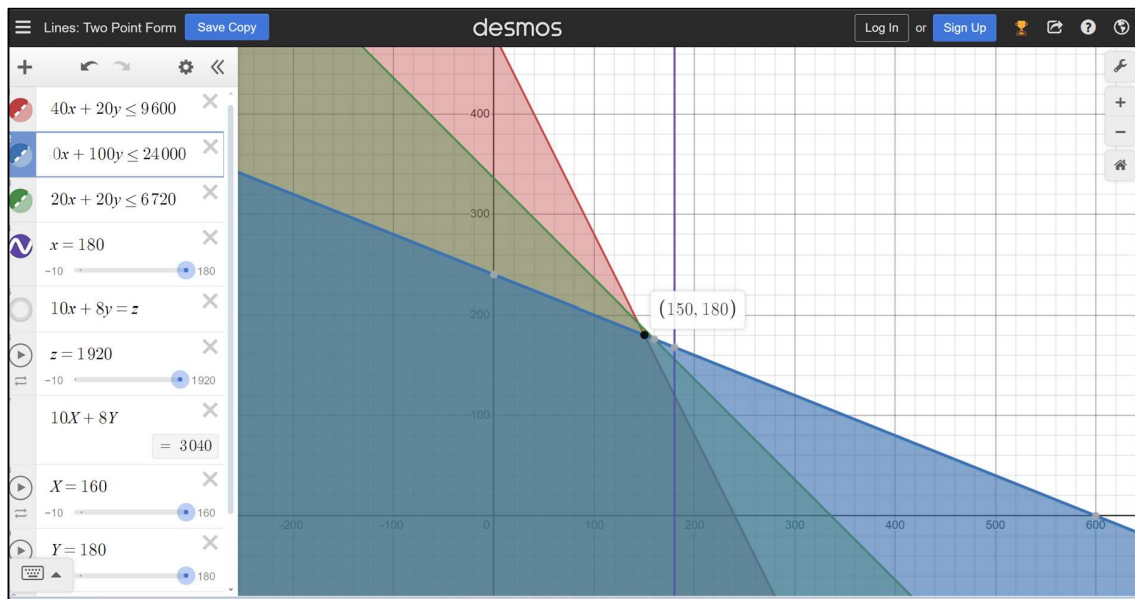 Lines: Two Point Form
Save Copy
desmos
Log In
or
Sign Up
40x + 20y ≤ 9600
0x + 100y ≤ 24000
20x + 20y ≤ 6720
x = 180
-10
180
10x + 8y = z
z = 1920
-10
1920
10X + 8Y
= 3040
X = 160
-10
160
Y = 180
180
400
300
200
100
(150, 180)
-200
-100
0
100
200
300
400
500
600